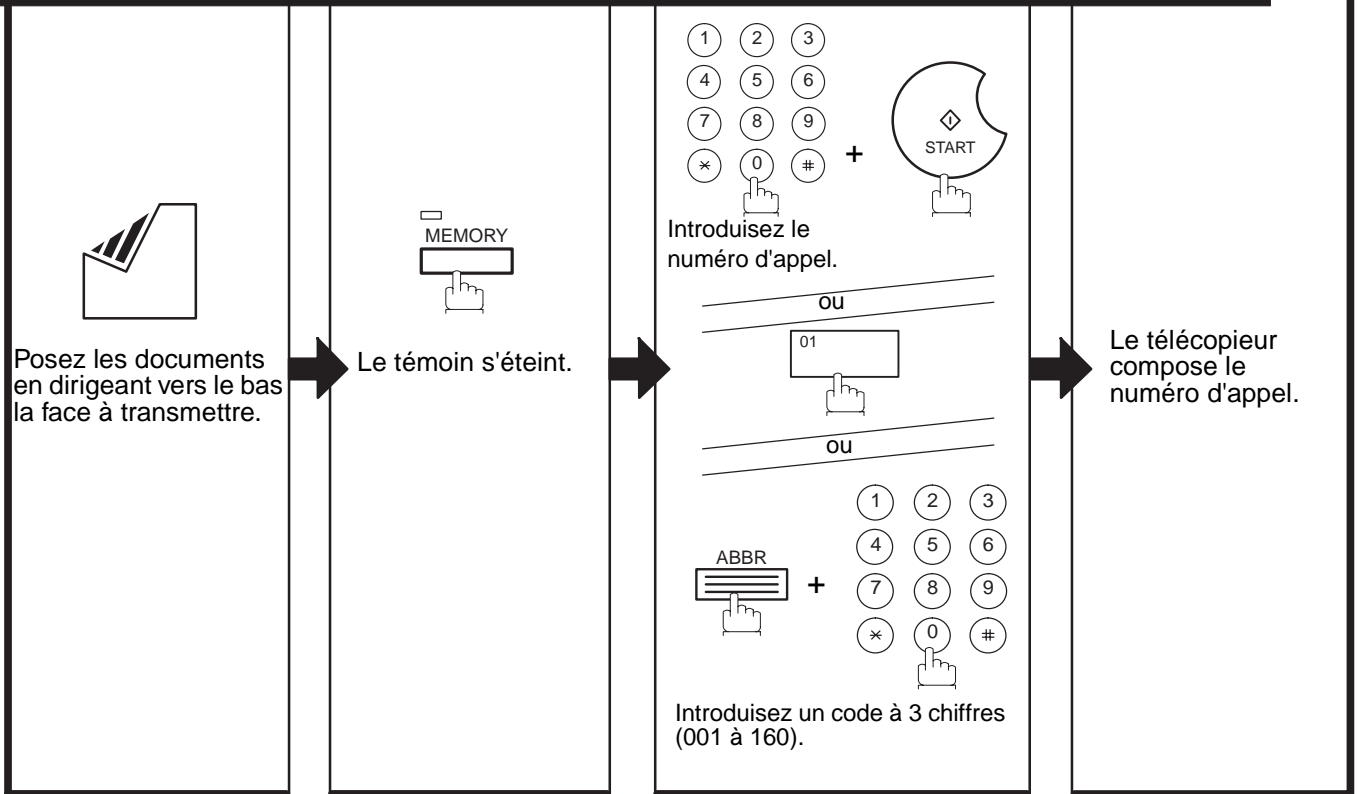 Posez les documents
en dirigeant vers le bas
la face à transmettre.
MEMORY
Le témoin s'éteint.
1 2 3
4 5 6
7 8 9
* 0 #
+
START
Introduisez le
numéro d'appel.
ou
01
ou
ABBR
+
1 2 3
4 5 6
7 8 9
* 0 #
Introduisez un code à 3 chiffres
(001 à 160).
Le télécopieur
compose le
numéro d'appel.